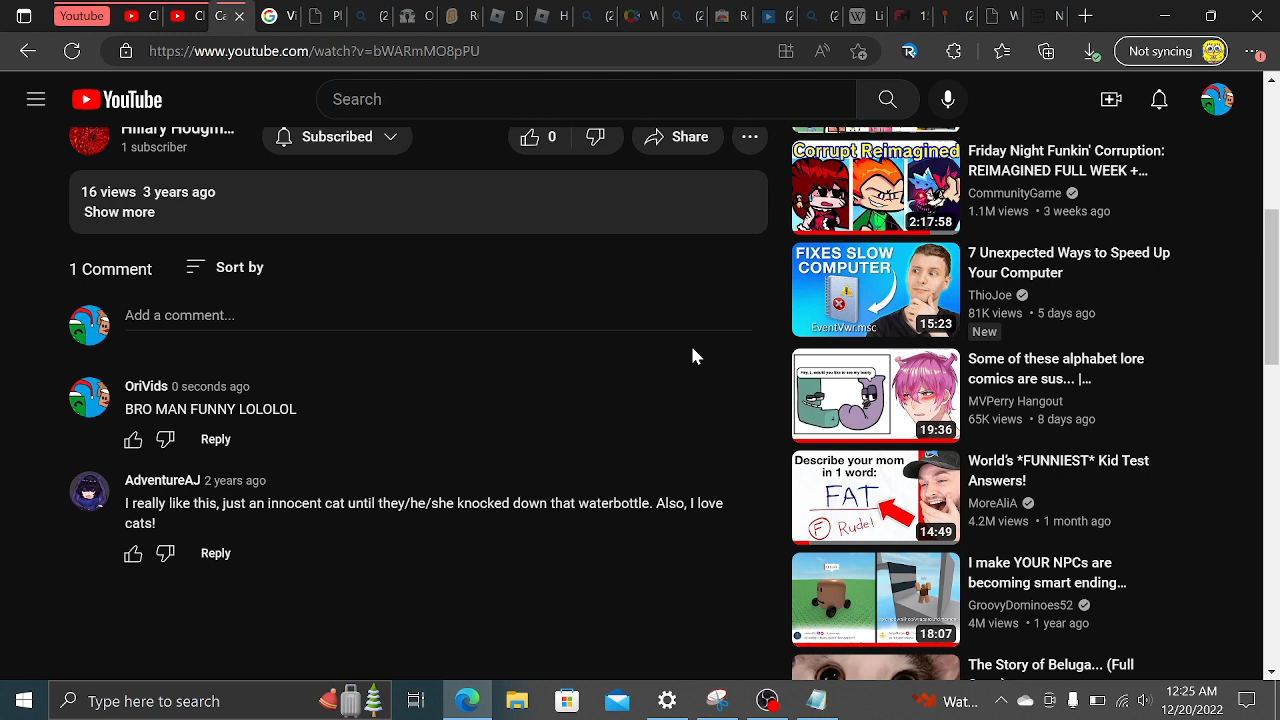 Youtube
https://www.youtube.com/watch?v=bWARmMO8pPU
Not syncing
YouTube
Search
Hillary Hougm...
1 subscriber
Subscribed
0
Share
16 views 3 years ago
Show more
1 Comment
Sort by
Add a comment...
OriVids 0 seconds ago
LOLOLOL
Reply
ago
I really like this just an innocent cat until they/he/she knocked down that waterbottle. Also, I love
cats!
Reply
Corrupt Reimagined
2:17:58
Friday Night Funkin' Corruption:
REIMAGINED FULL WEEK +...
CommunityGame
1.1M views • 3 weeks ago
FIXES SLOW
COMPUTER
EventVwr.msc
15:23
7 Unexpected Ways to Speed Up
Your Computer
ThioJoe
81K views • 5 days ago
New
19:36
Some of these alphabet lore
comics are sus... |...
MVPerry Hangout
65K views • 8 days ago
Describe your mom
in 1 word:
FAT
F Rude!
14:49
World's *FUNNIEST* Kid Test
Answers!
MoreAliA
4.2M views • 1 month ago
18:07
I make YOUR NPCs are
becoming smart ending...
GroovyDominoes52
4M views • 1 year ago
The Story of Beluga... (Full
Type here to search
Wat...
12:25 AM
12/20/2022